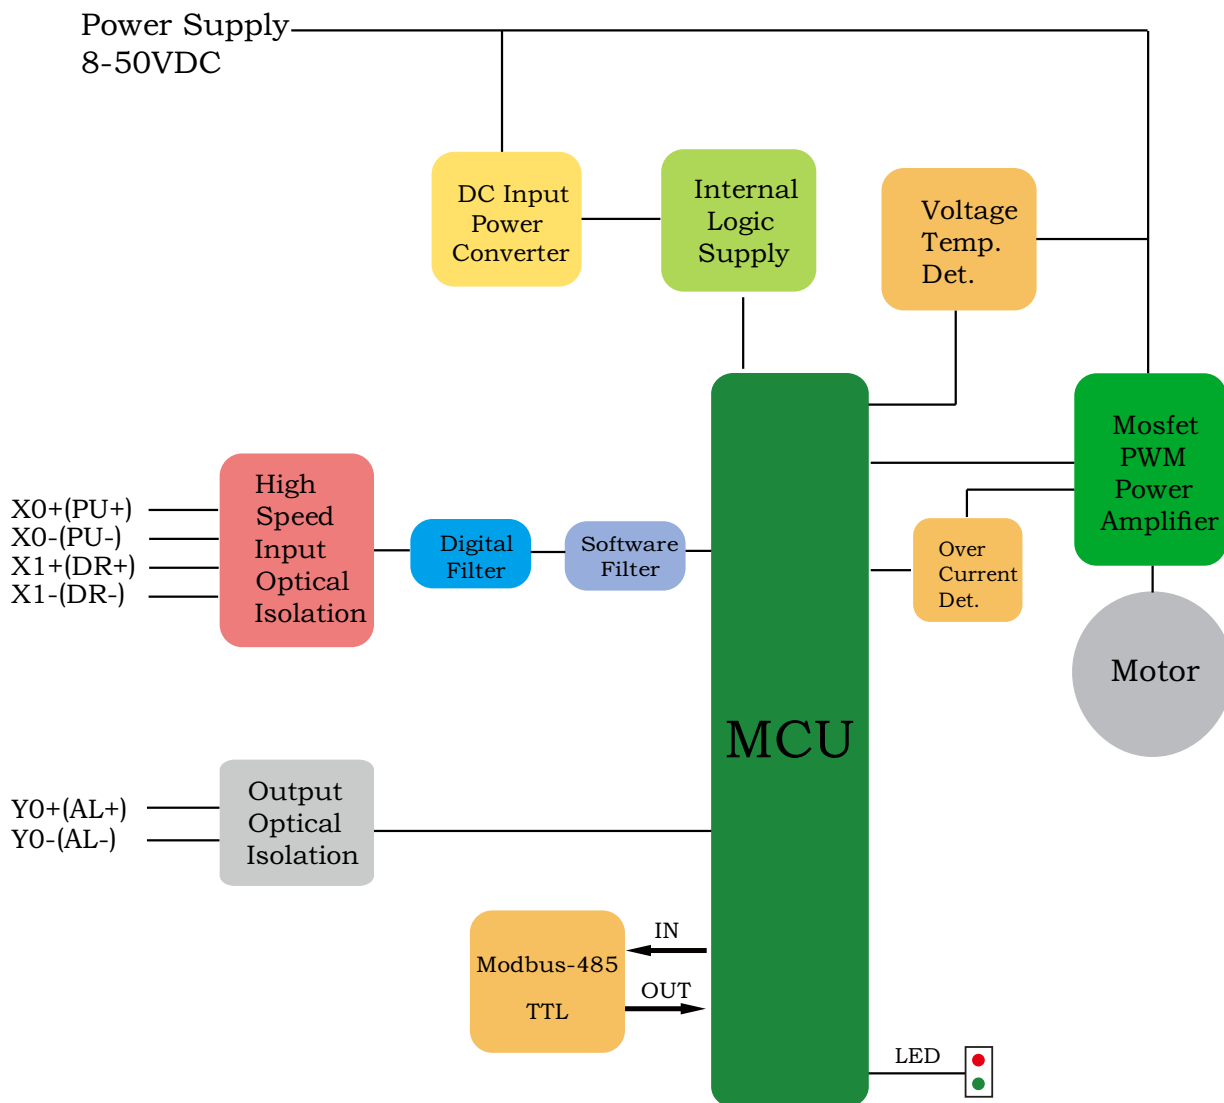 Power Supply
8-50VDC
DC Input
Power
Converter
Internal
Logic
Supply
Voltage
Temp.
Det.
Mosfet
PWM
Power
Amplifier
High
Speed
Input
Optical
Isolation
X0+(PU+)
X0-(PU-)
X1+(DR+)
X1-(DR-)
Digital
Filter
Software
Filter
Over
Current
Det.
Motor
MCU
Y0+(AL+)
Y0-(AL-)
Output
Optical
Isolation
Modbus-485
TTL
IN
OUT
LED